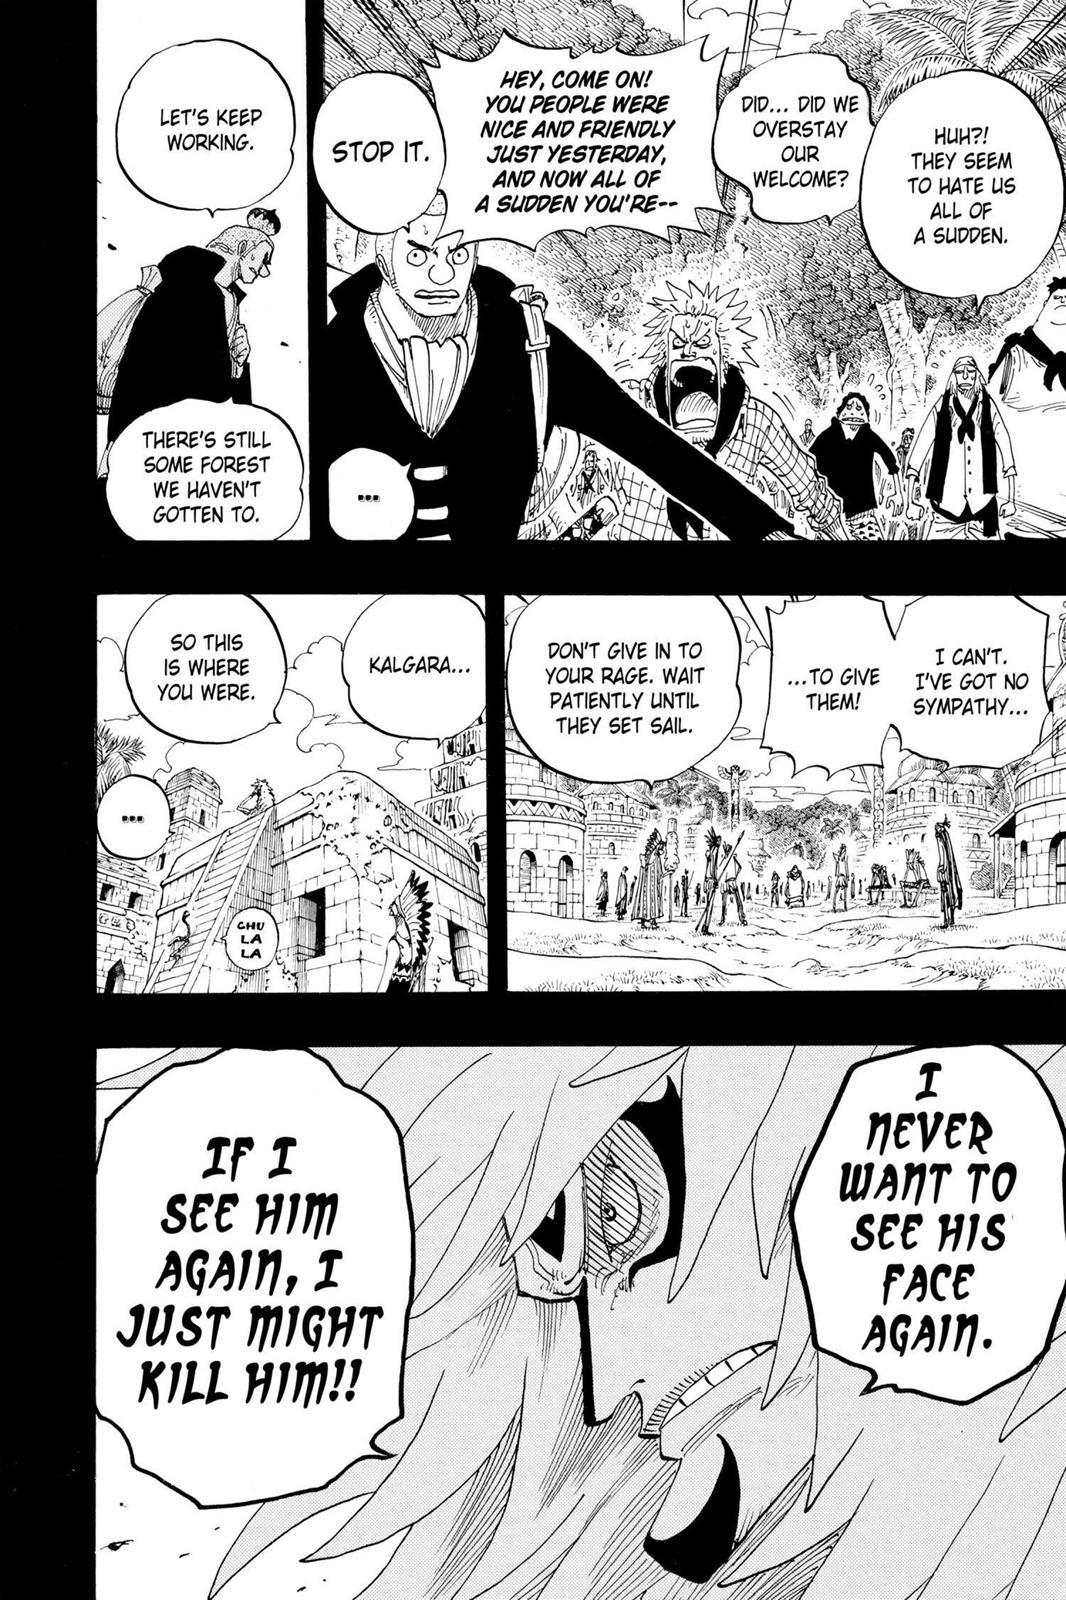 HUH?!
THEY SEEM
TO HATE US
ALL OF
A SUDDEN.
DID... DID WE
OVERSTAY
OUR
WELCOME?
HEY, COME ON!
YOU PEOPLE WERE
NICE AND FRIENDLY
JUST YESTERDAY,
AND NOW ALL OF
A SUDDEN YOU'RE--
STOP IT.
...
LET'S KEEP
WORKING.
THERE'S STILL
SOME FOREST
WE HAVEN'T
GOTTEN TO.
I CAN'T.
I'VE GOT NO
SYMPATHY...
...TO GIVE
THEM!
DON'T GIVE IN TO
YOUR RAGE. WAIT
PATIENTLY UNTIL
THEY SET SAIL.
KALGARA...
SO THIS
IS WHERE
YOU WERE.
...
CHU
LA
LA
I
NEVER
WANT TO
SEE HIS
FACE
AGAIN.
IF I
SEE HIM
AGAIN, I
JUST MIGHT
KILL HIM!!